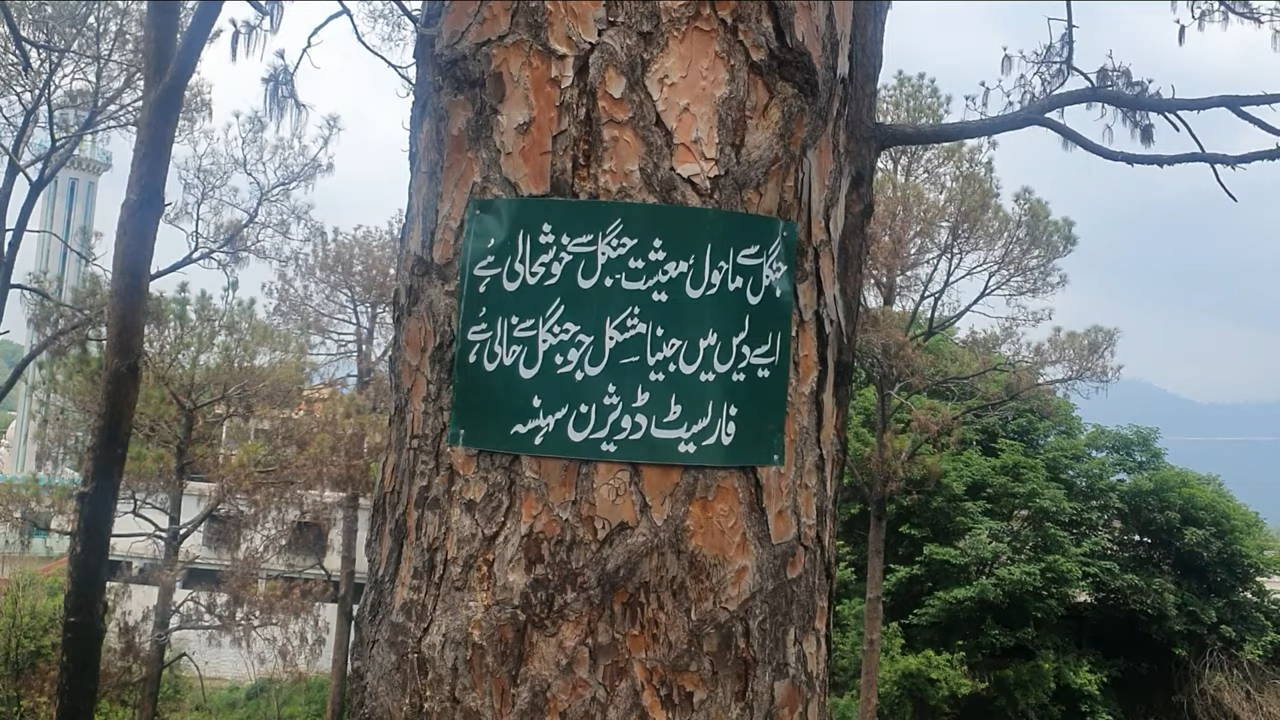 جنگل سے ماحول، معیشت جنگل سے خوشحالی ہے
ایسے دیس میں جینا مشکل جو جنگل سے خالی ہے
فاریسٹ ڈویژن سہنسہ